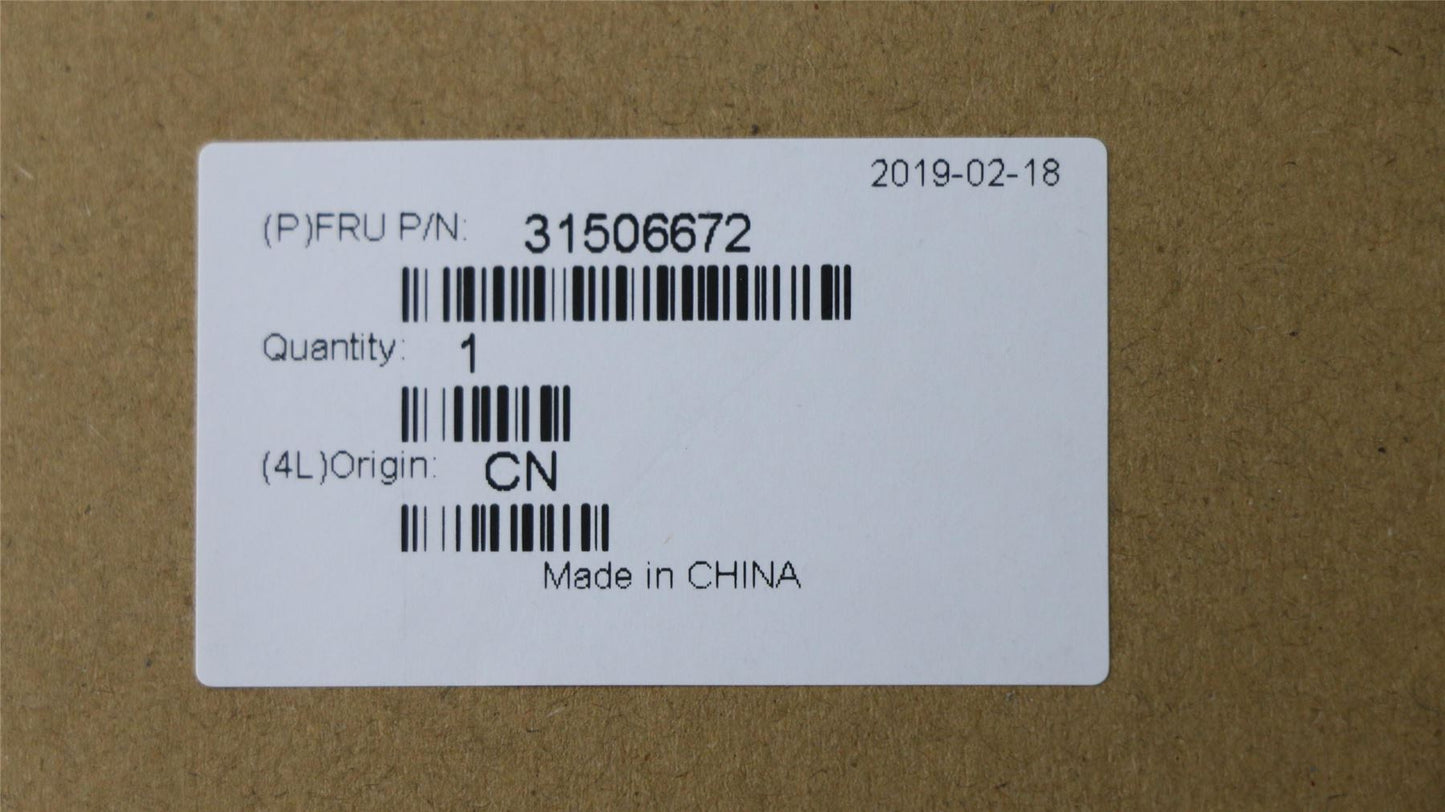 2019-02-18
(P)FRU P/N: 31506672
Quantity: 1
(4L)Origin: CN
Made in CHINA